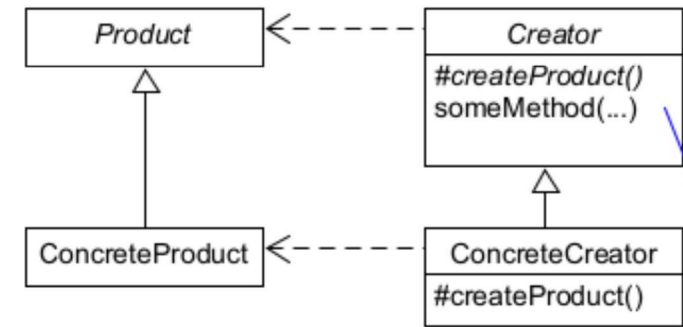 Product
Creator
#createProduct()
someMethod(...)
ConcreteProduct
ConcreteCreator
#createProduct()